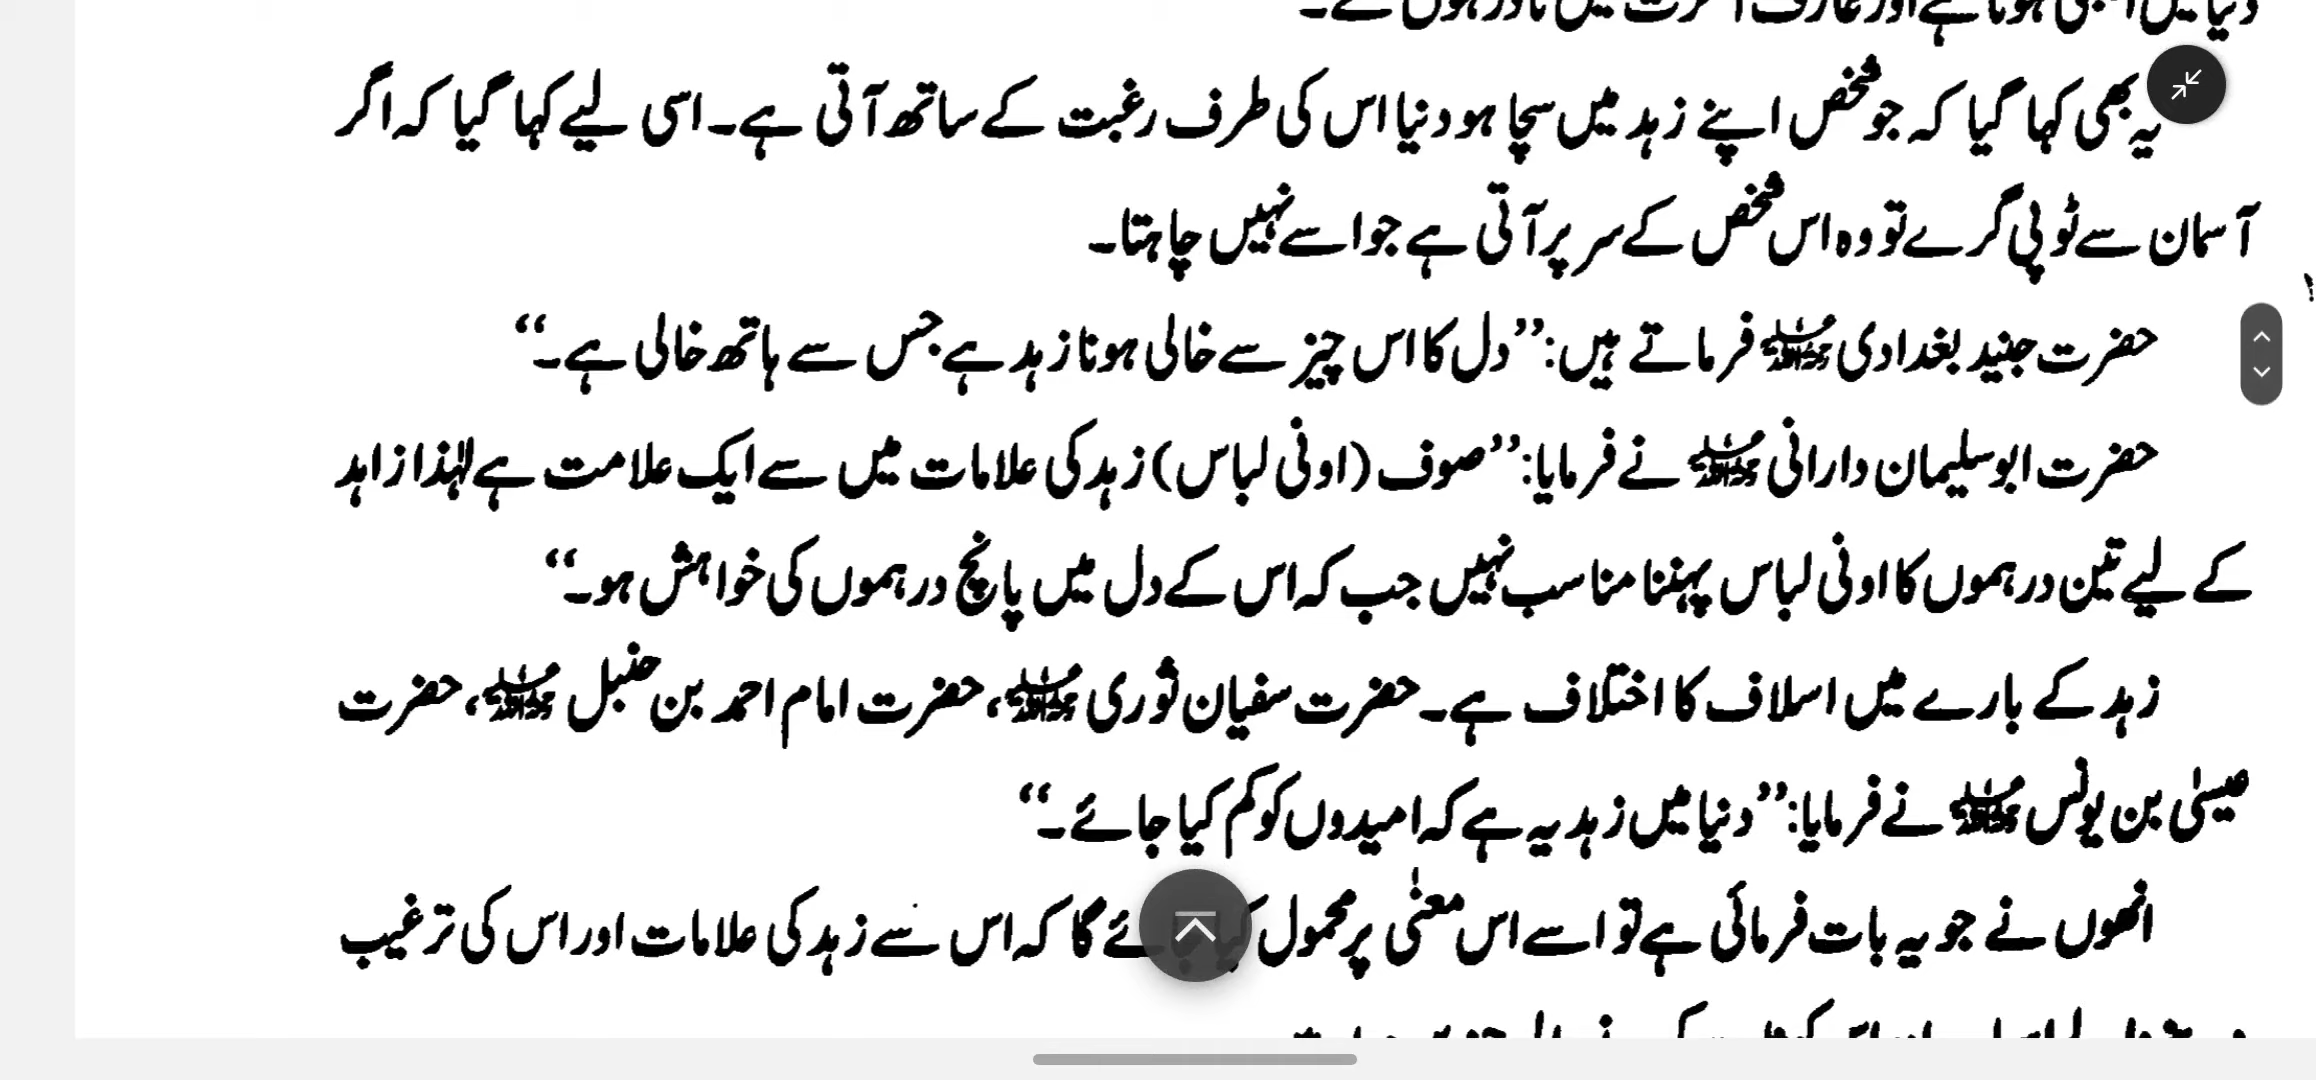 یہ بھی کہا گیا کہ جو شخص اپنے زہد میں سچا ہو دنیا اس کی طرف رغبت کے ساتھ آتی ہے۔ اسی لیے کہا گیا کہ اگر
آسمان سے ٹوپی گرے تو وہ اس شخص کے سر پر آتی ہے جو اسے نہیں چاہتا۔
حضرت جنید بغدادی رحمۃ اللہ علیہ فرماتے ہیں: ’’دل کا اس چیز سے خالی ہونا زہد ہے جس سے ہاتھ خالی ہے۔‘‘
حضرت ابوسلیمان دارانی رحمۃ اللہ علیہ نے فرمایا: ’’صوف (اونی لباس) زہد کی علامات میں سے ایک علامت ہے لہٰذا زاہد
کے لیے تین درہموں کا اونی لباس پہننا مناسب نہیں جب کہ اس کے دل میں پانچ درہموں کی خواہش ہو۔‘‘
زہد کے بارے میں اسلاف کا اختلاف ہے۔ حضرت سفیان ثوری رحمۃ اللہ علیہ، حضرت امام احمد بن حنبل رحمۃ اللہ علیہ، حضرت
عیسیٰ بن یونس رحمۃ اللہ علیہ نے فرمایا: ’’دنیا میں زہد یہ ہے کہ امیدوں کو کم کیا جائے۔‘‘
انھوں نے جو یہ بات فرمائی ہے تو اسے اس معنٰی پر محمول کیا جائے گا کہ اس سے زہد کی علامات اور اس کی ترغیب